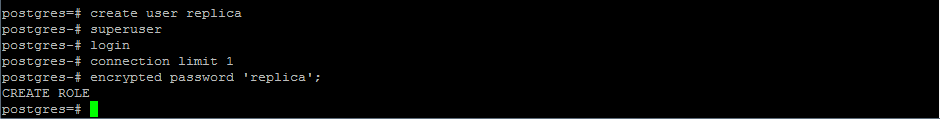 postgres=# create user replica
postgres-# superuser
postgres-# login
postgres-# connection limit 1
postgres-# encrypted password 'replica';
CREATE ROLE
postgres=#